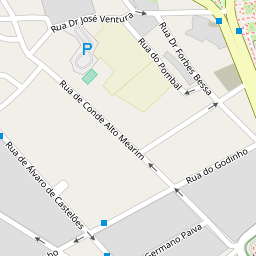 Rua Dr José Ventura
P
Rua do Pombal
Rua Dr Forbes Bessa
Rua de Conde Alto Mearim
Rua de Álvaro de Castelões
Rua do Godinho
Germano Paiva
nho